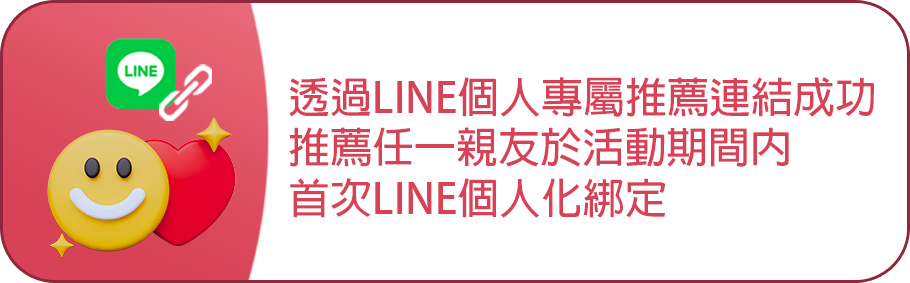 LINE
透過LINE個人專屬推薦連結成功
推薦任一親友於活動期間内
首次LINE個人化綁定